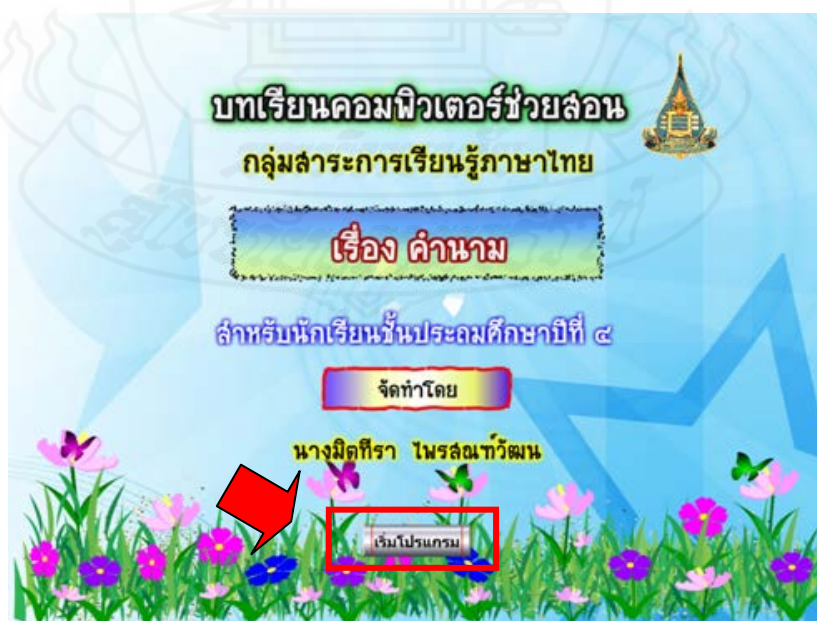 บทเรียนคอมพิวเตอร์ช่วยสอน
กลุ่มสาระการเรียนรู้ภาษาไทย
เรื่อง คำนาม
สำหรับนักเรียนชั้นประถมศึกษาปีที่ ๔
จัดทำโดย
นางมิตทีรา ไพรสณฑ์วัฒน
เริ่มโปรแกรม